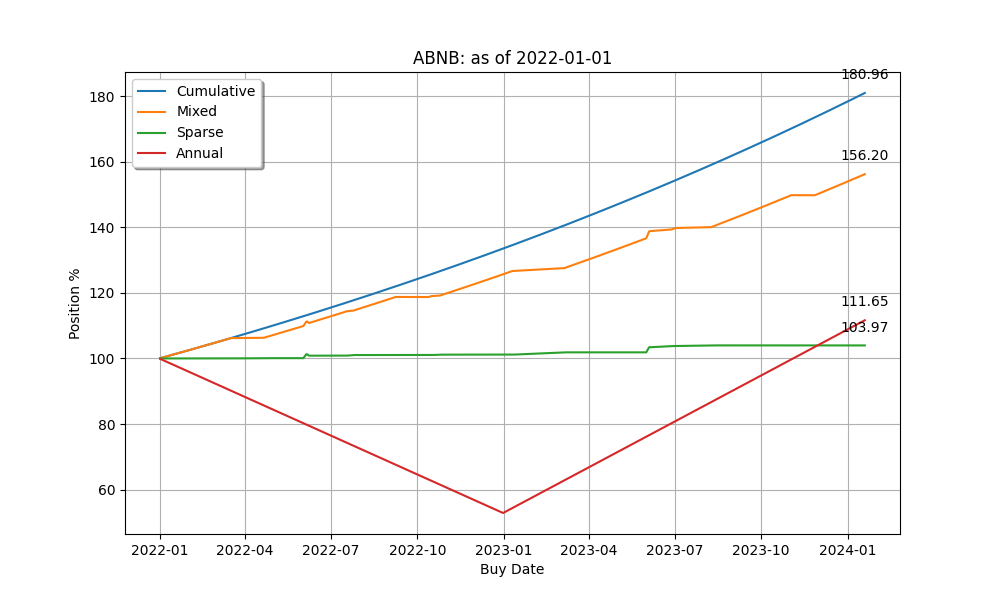 ABNB: as of 2022-01-01
180.96
Cumulative
Mixed
Sparse
Annual
156.20
111.65
103.97
180
160
140
120
100
80
60
Position %
2022-01 2022-04 2022-07 2022-10 2023-01 2023-04 2023-07 2023-10 2024-01
Buy Date